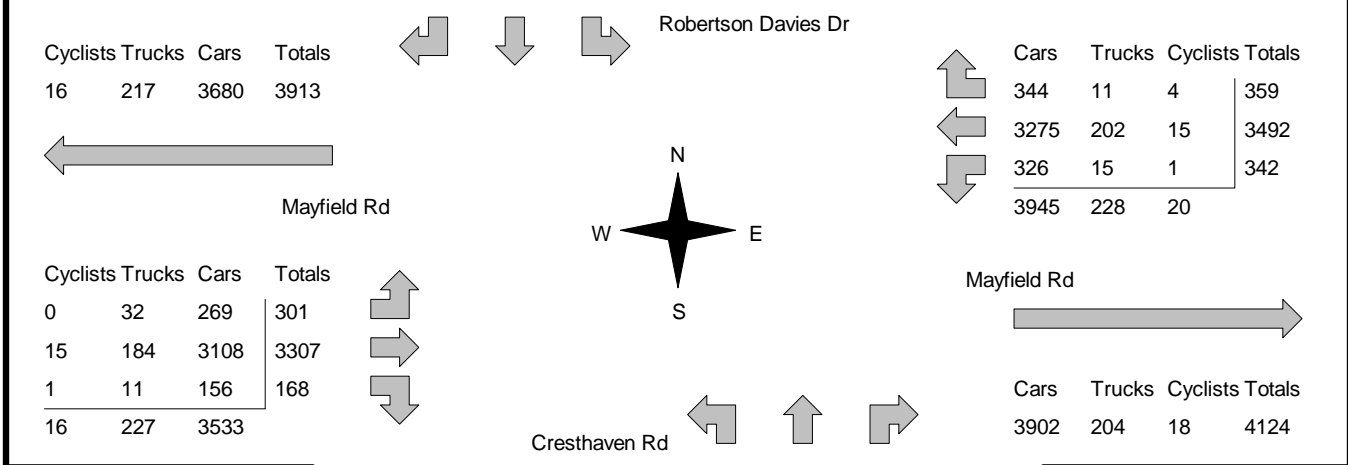 Robertson Davies Dr
Cyclists Trucks Cars Totals
16 217 3680 3913
Cars Trucks Cyclists Totals
344 11 4 359
3275 202 15 3492
326 15 1 342
3945 228 20
Mayfield Rd
N
W E
S
Cyclists Trucks Cars Totals
0 32 269 301
15 184 3108 3307
1 11 156 168
16 227 3533
Mayfield Rd
Cars Trucks Cyclists Totals
3902 204 18 4124
Cresthaven Rd